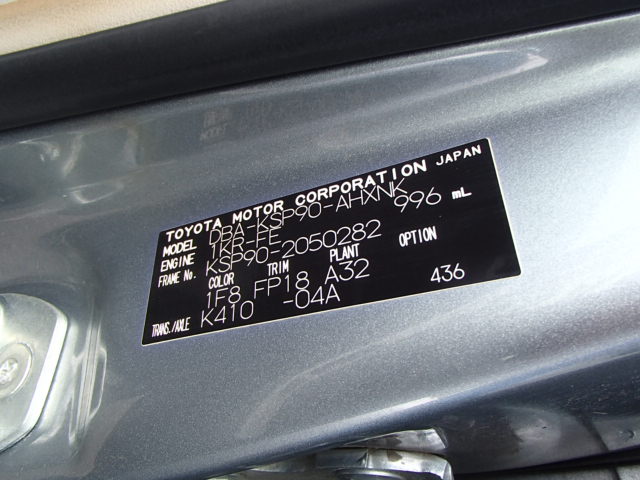 TOYOTA MOTOR CORPORATION JAPAN
MODEL DBA-KSP90-AHXNK
ENGINE 1KR-FE 996 mL
FRAME No. KSP90-2050282
COLOR TRIM PLANT OPTION
1F8 FP18 A32 436
TRANS./AXLE K410 -04A